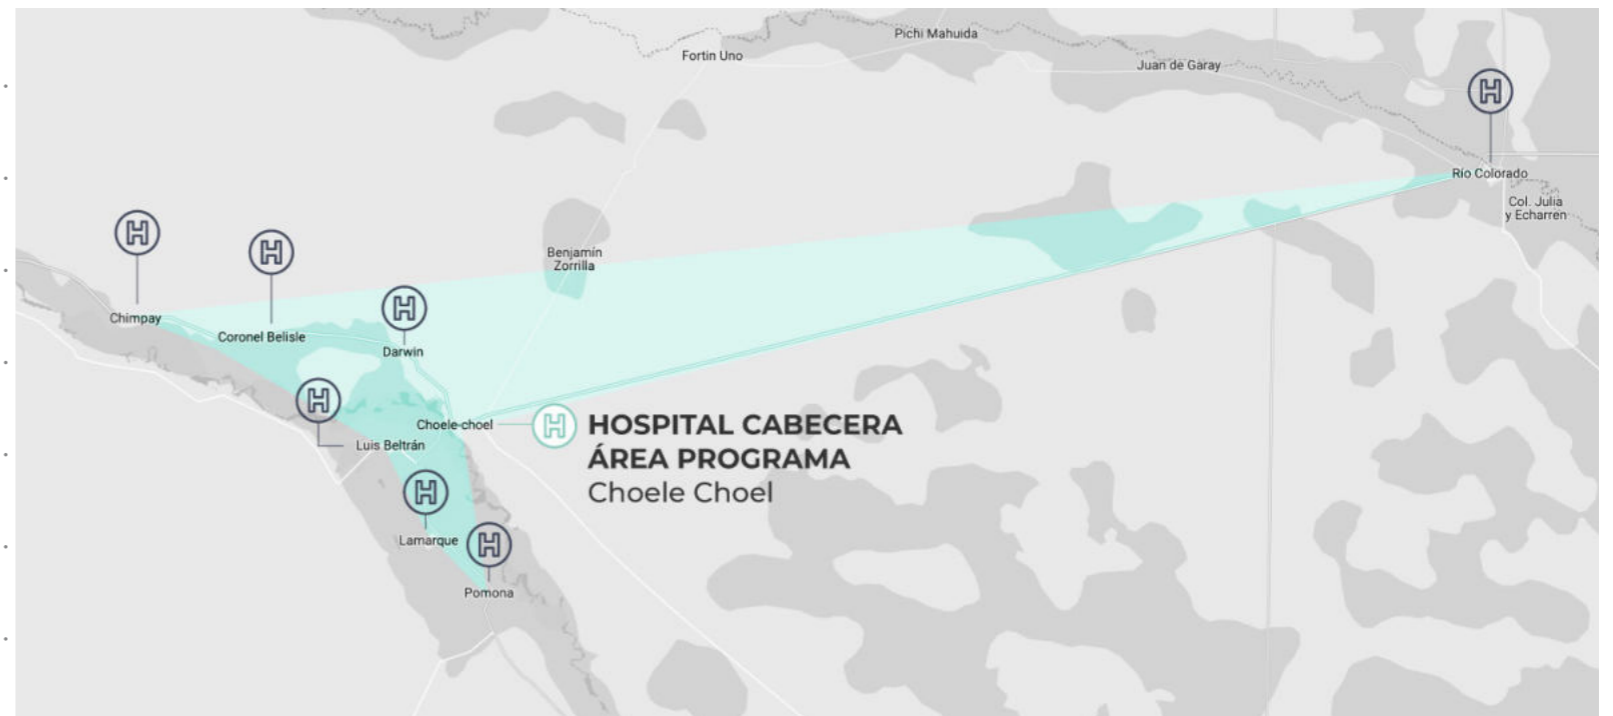 Pichi Mahuida
Fortin Uno
Juan de Garay
H
Río Colorado
Col. Julia
y Echarren
H
H
Benjamín
Zorrilla
H
Chimpay
Coronel Belisle
Darwin
H
Choele-choel
H
HOSPITAL CABECERA
ÁREA PROGRAMA
Choele Choel
Luis Beltrán
H
Lamarque
H
Pomona